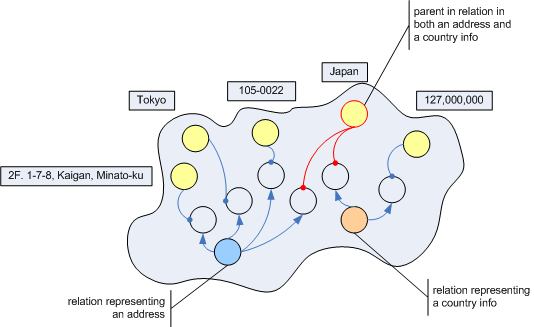 parent in relation in
both an address and
a country info
Japan
105-0022
Tokyo
127,000,000
2F. 1-7-8, Kaigan, Minato-ku
relation representing
an address
relation representing
a country info